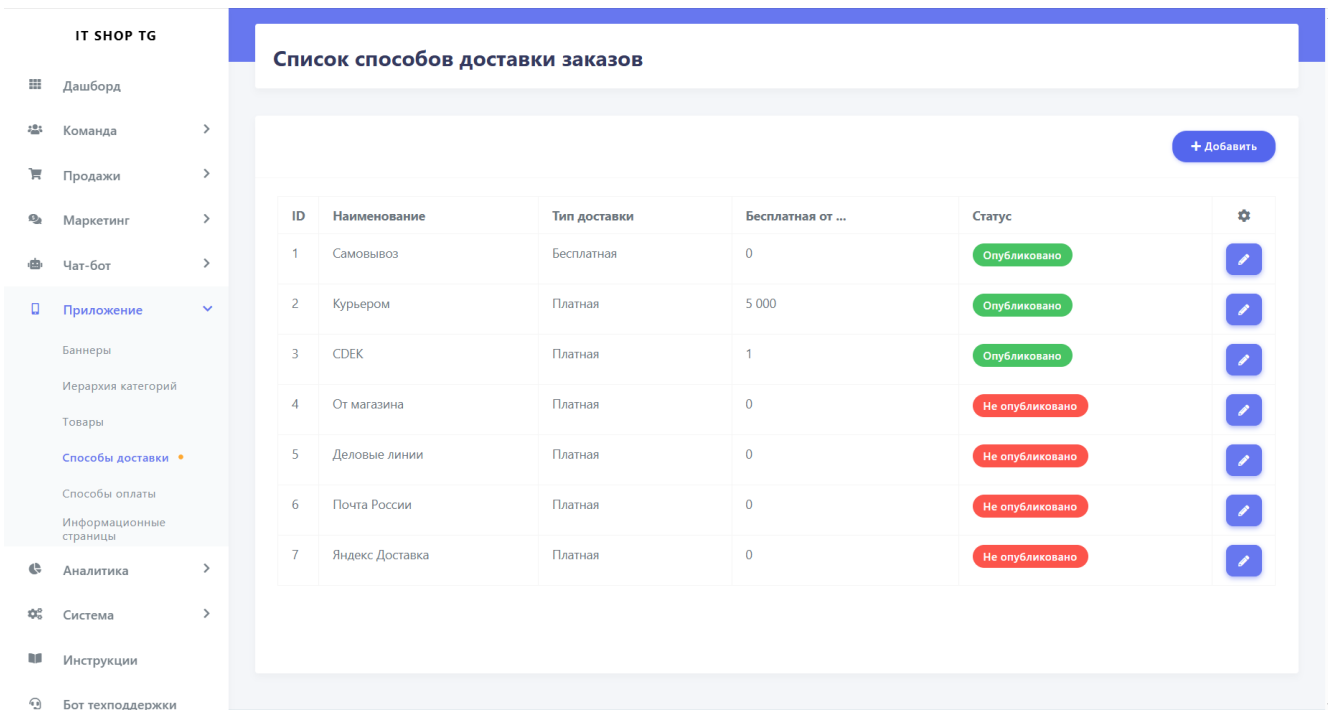 IT SHOP TG
Дашборд
Команда
Продажи
Маркетинг
Чат-бот
Приложение
Баннеры
Иерархия категорий
Товары
Способы доставки
Способы оплаты
Информационные
страницы
Аналитика
Система
Инструкции
Бот техподдержки
Список способов доставки заказов
+ Добавить
ID Наименование Тип доставки Бесплатная от ... Статус
1 Самовывоз Бесплатная 0 Опубликовано
2 Курьером Платная 5 000 Опубликовано
3 CDEK Платная 1 Опубликовано
4 От магазина Платная 0 Не опубликовано
5 Деловые линии Платная 0 Не опубликовано
6 Почта России Платная 0 Не опубликовано
7 Яндекс Доставка Платная 0 Не опубликовано